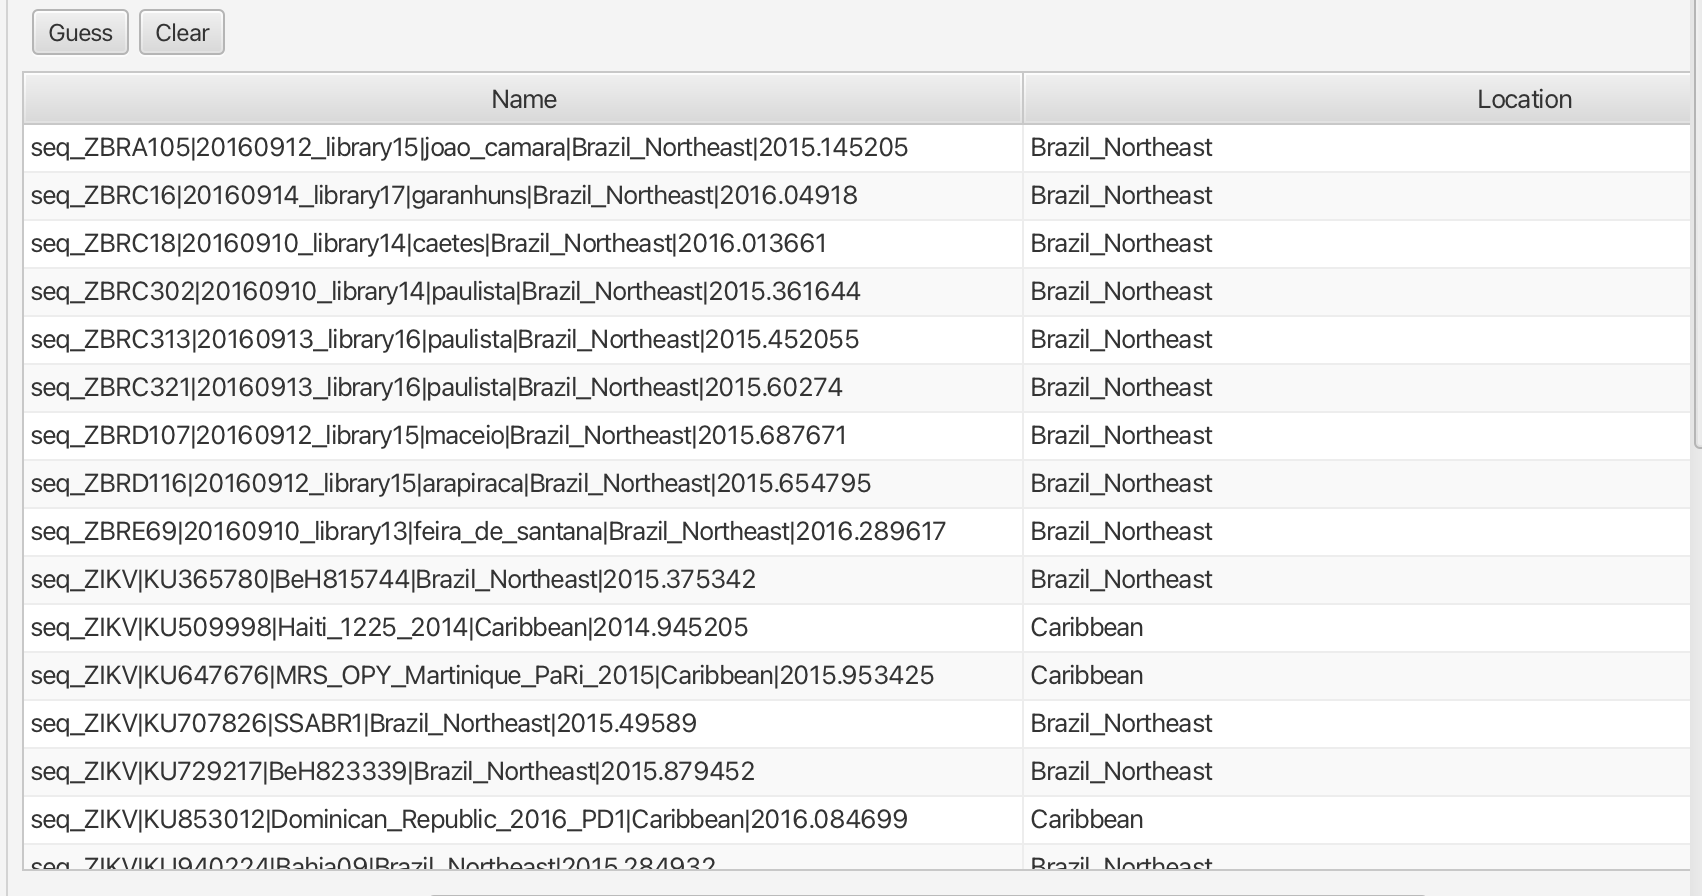 Guess Clear
Name Location
seq_ZBRA105|20160912_library15|joao_camara|Brazil_Northeast|2015.145205 Brazil_Northeast
seq_ZBRC16|20160914_library17|garanhuns|Brazil_Northeast|2016.04918 Brazil_Northeast
seq_ZBRC18|20160910_library14|caetes|Brazil_Northeast|2016.013661 Brazil_Northeast
seq_ZBRC302|20160910_library14|paulista|Brazil_Northeast|2015.361644 Brazil_Northeast
seq_ZBRC313|20160913_library16|paulista|Brazil_Northeast|2015.452055 Brazil_Northeast
seq_ZBRC321|20160913_library16|paulista|Brazil_Northeast|2015.60274 Brazil_Northeast
seq_ZBRD107|20160912_library15|maceio|Brazil_Northeast|2015.687671 Brazil_Northeast
seq_ZBRD116|20160912_library15|arapiraca|Brazil_Northeast|2015.654795 Brazil_Northeast
seq_ZBRE69|20160910_library13|feira_de_santana|Brazil_Northeast|2016.289617 Brazil_Northeast
seq_ZIKV|KU365780|BeH815744|Brazil_Northeast|2015.375342 Brazil_Northeast
seq_ZIKV|KU509998|Haiti_1225_2014|Caribbean|2014.945205 Caribbean
seq_ZIKV|KU647676|MRS_OPY_Martinique_PaRi_2015|Caribbean|2015.953425 Caribbean
seq_ZIKV|KU707826|SSABR1|Brazil_Northeast|2015.49589 Brazil_Northeast
seq_ZIKV|KU729217|BeH823339|Brazil_Northeast|2015.879452 Brazil_Northeast
seq_ZIKV|KU853012|Dominican_Republic_2016_PD1|Caribbean|2016.084699 Caribbean
seq_ZIKV|KU940224|Bahia09|Brazil_Northeast|2015.284932 Brazil_Northeast